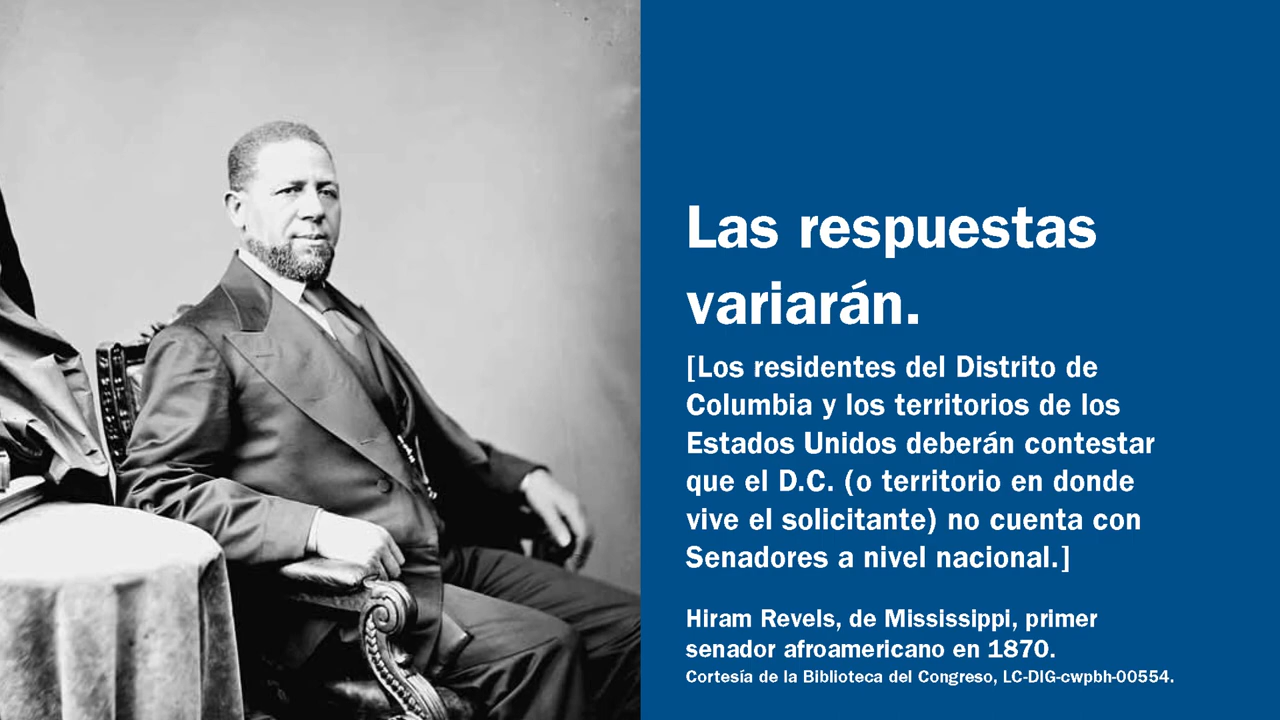 Las respuestas
variarán.
[Los residentes del Distrito de
Columbia y los territorios de los
Estados Unidos deberán contestar
que el D.C. (o territorio en donde
vive el solicitante) no cuenta con
Senadores a nivel nacional.]
Hiram Revels, de Mississippi, primer
senador afroamericano en 1870.
Cortesía de la Biblioteca del Congreso, LC-DIG-cwpbh-00554.